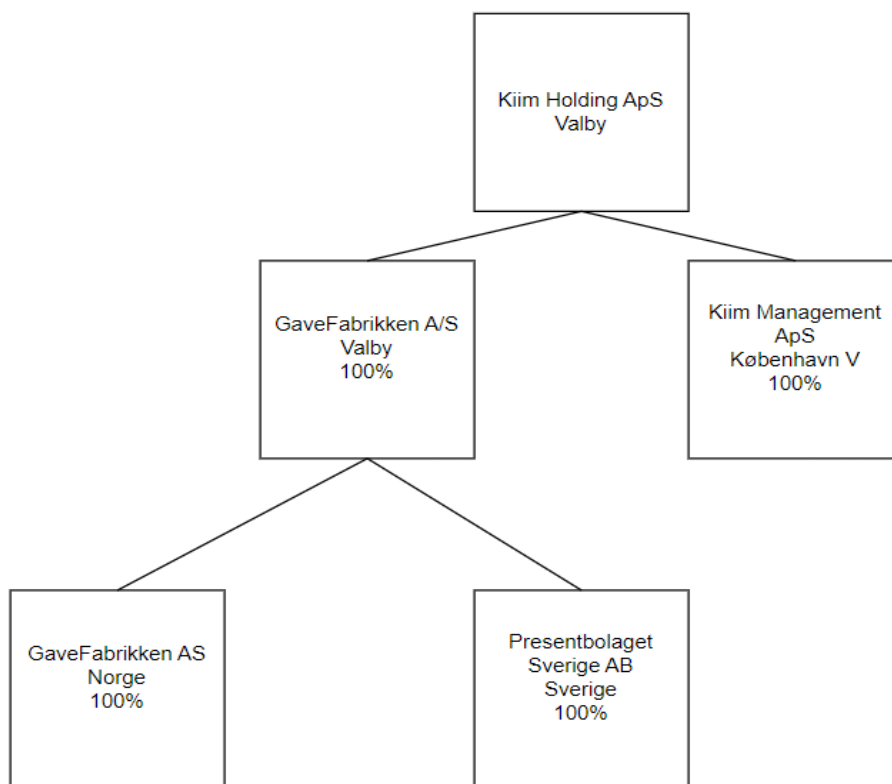 Kiim Holding ApS
Valby
GaveFabrikken A/S
Valby
100%
Kiim Management
ApS
København V
100%
GaveFabrikken AS
Norge
100%
Presentbolaget
Sverige AB
Sverige
100%